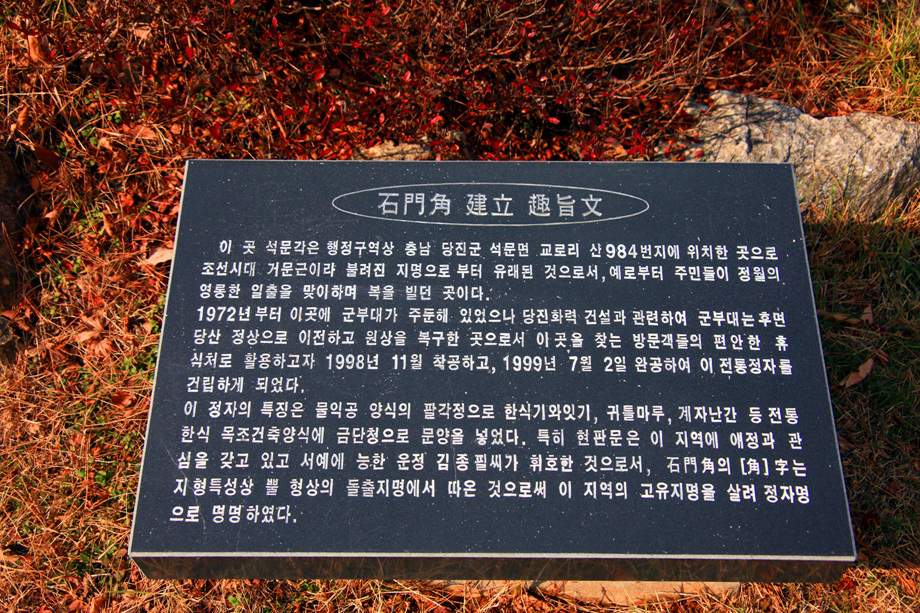 石門角 建立 趣旨文
이 곳 석문각은 행정구역상 충남 당진군 석문면 교로리 산984번지에 위치한 곳으로
조선시대 거문근이라 불려진 지명으로 부터 유래된 것으로서, 예로부터 주민들이 정월의
영롱한 일출을 맞이하며 복을 빌던 곳이다.
1972년부터 이곳에 군부대가 주둔해 있었으나 당진화력 건설과 관련하여 군부대는 후면
당산 정상으로 이전하고 원상을 복구한 곳으로서 이곳을 찾는 방문객들의 편안한 휴
식처로 활용하고자 1998년 11월 착공하고, 1999년 7월 2일 완공하여 이 전통정자를
건립하게 되었다.
이 정자의 특징은 물익공 양식의 팔각정으로 한식기와잇기, 귀틀마루, 계자난간 등 전통
한식 목조건축양식에 금단청으로 문양을 넣었다. 특히 현판문은 이 지역에 애정과 관
심을 갖고 있고 서예에 능한 운정 김종필씨가 휘호한 것으로서, 石門角의 [角]字는
지형특성상 뿔 형상의 돌출지명에서 따온 것으로써 이 지역의 고유지명을 살려 정자명
으로 명명하였다.